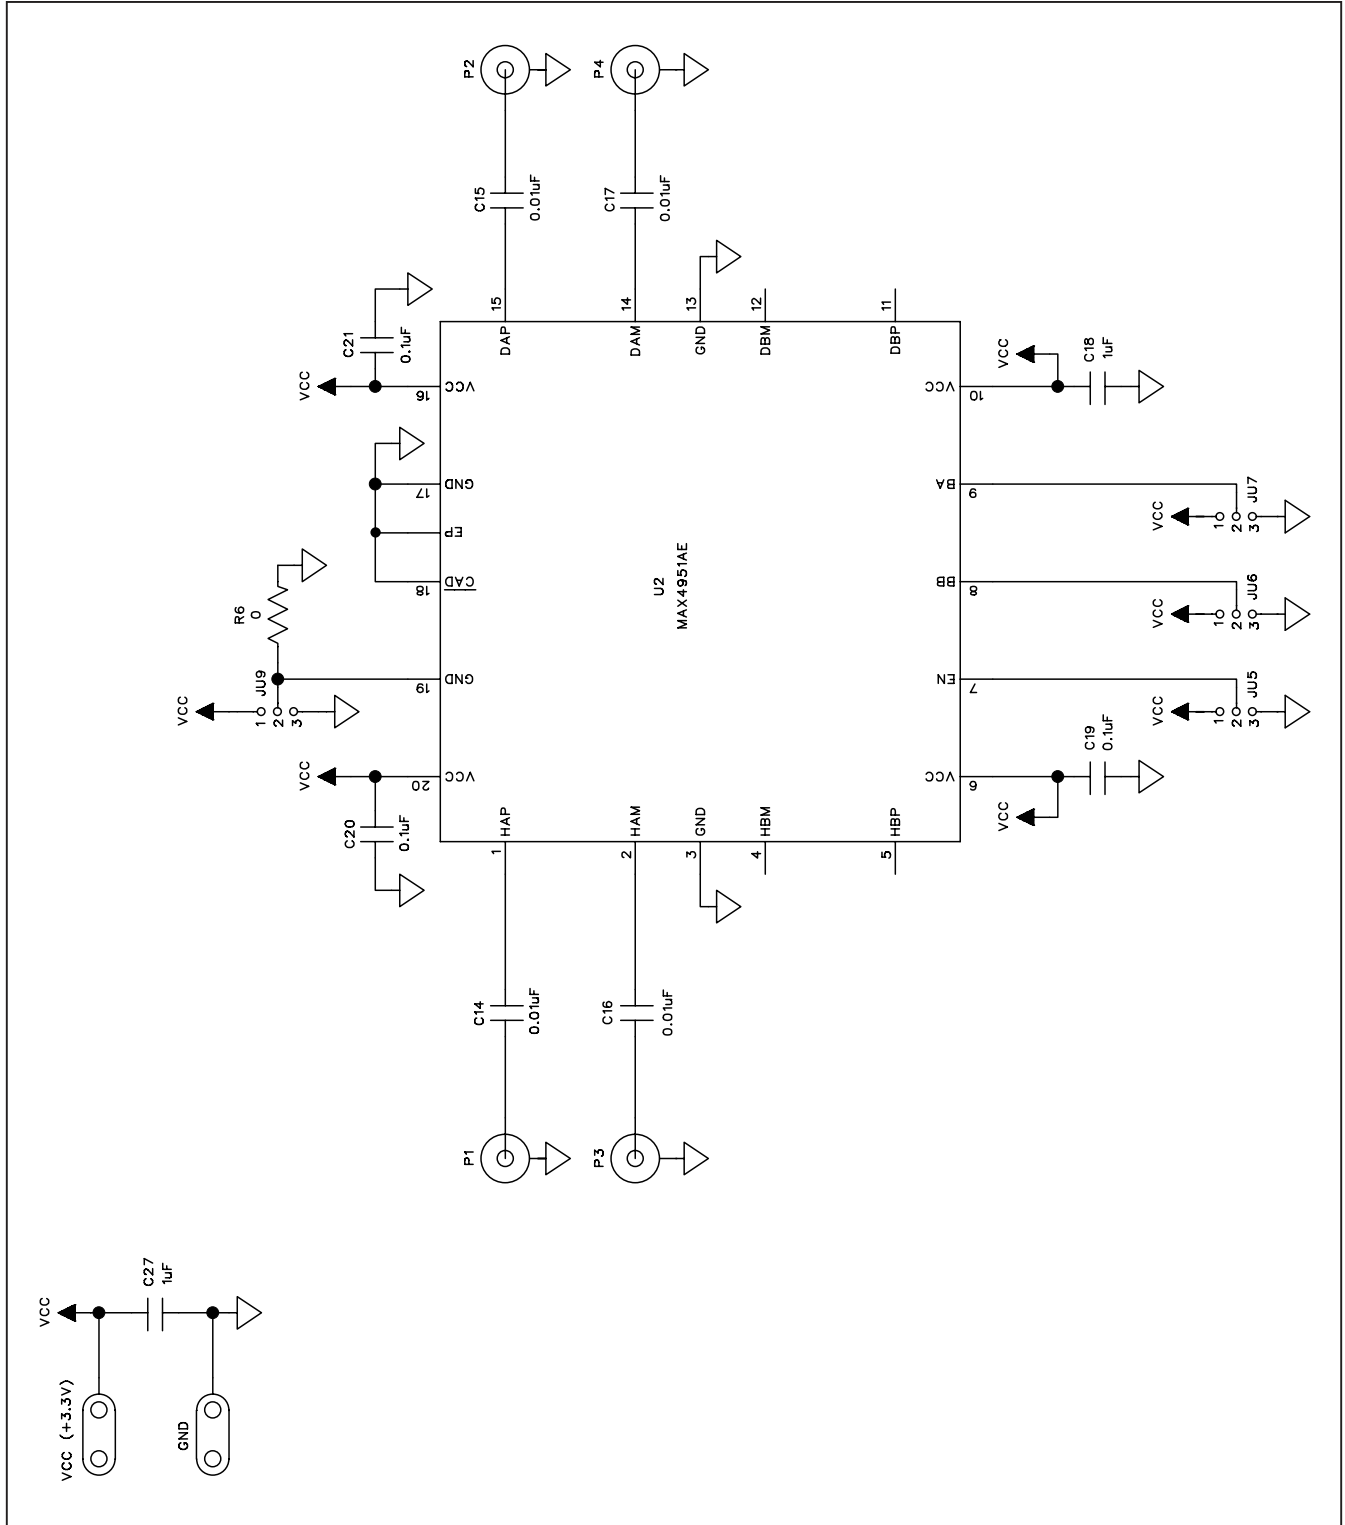 P2
P4
C15
0.01uF
C17
0.01uF
C21
0.1uF
VCC
15
14
13
12
11
DAP
DAM
GND
DBM
DBP
16
VCC
17
GND
EP
18
CAD
19
GND
20
VCC
R6
0
VCC
JU9
1
2
3
VCC
C20
0.1uF
U2
MAX4951AE
VCC
10
VCC
C18
1uF
BA
9
VCC
JU7
1
2
3
BB
8
VCC
JU6
1
2
3
EN
7
VCC
JU5
1
2
3
VCC
6
VCC
C19
0.1uF
HAP
HAM
GND
HBM
HBP
1
2
3
4
5
C14
0.01uF
C16
0.01uF
P1
P3
VCC
C27
1uF
VCC (+3.3V)
GND